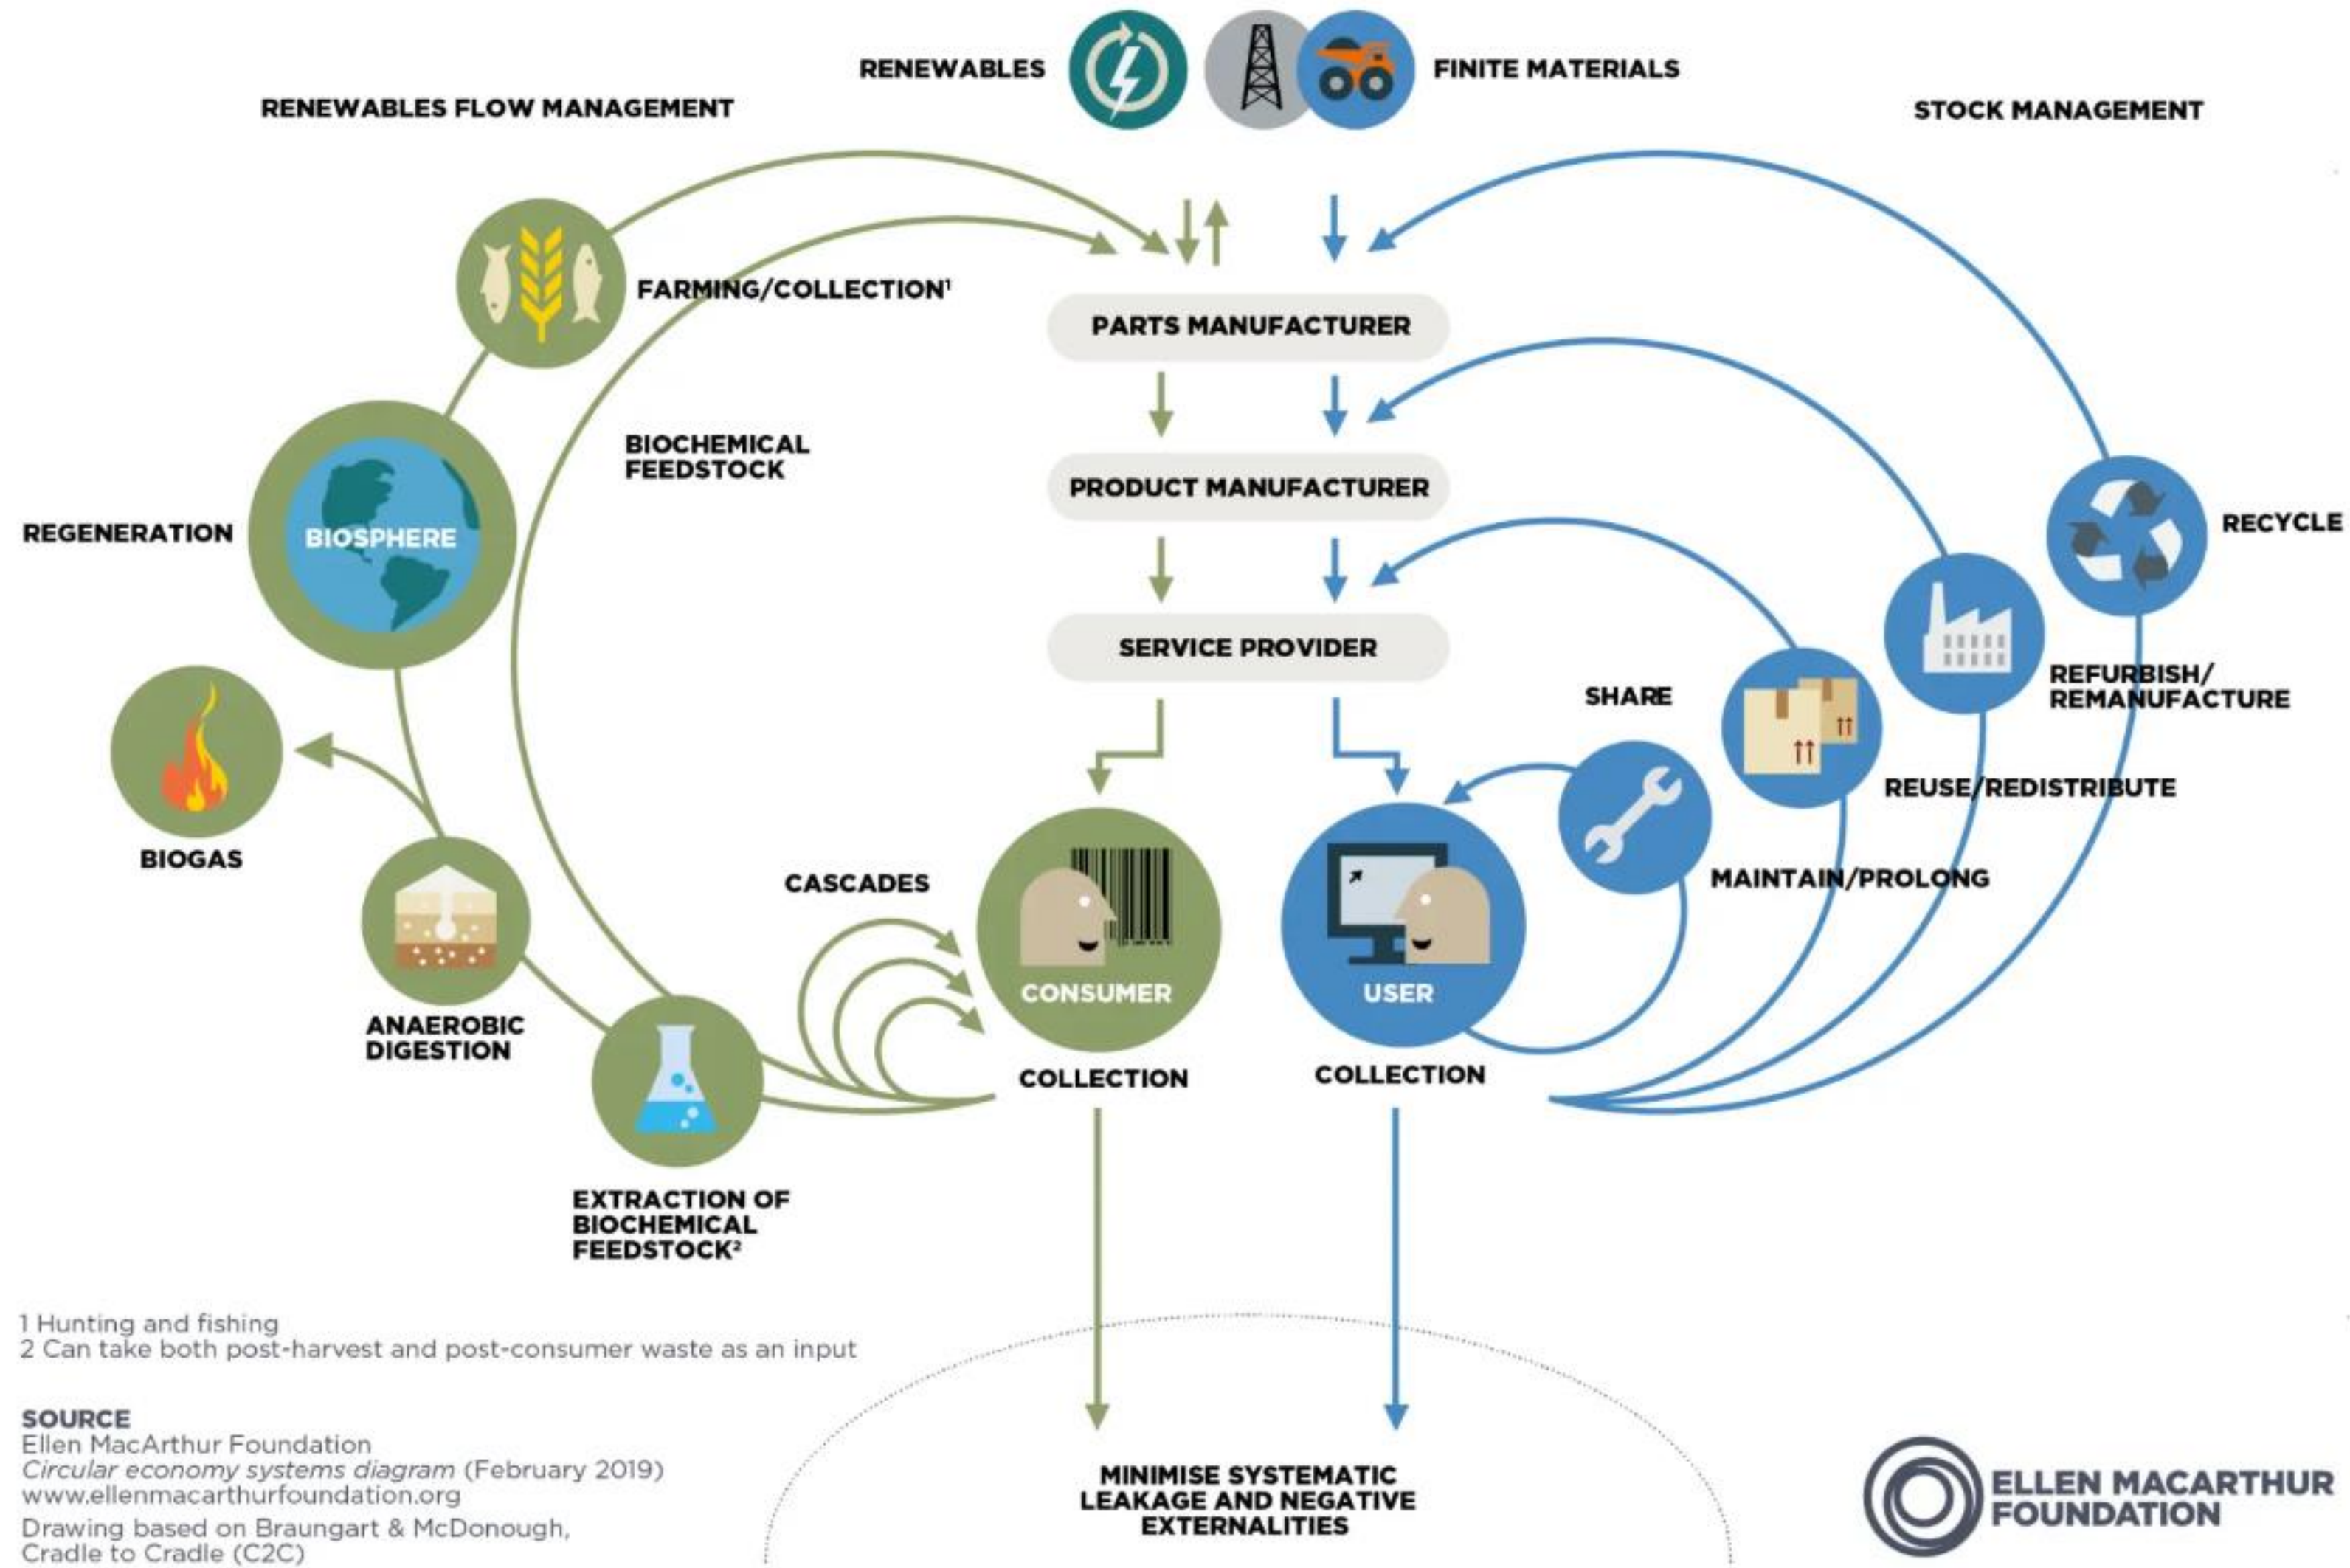 RENEWABLES
FINITE MATERIALS
RENEWABLES FLOW MANAGEMENT
STOCK MANAGEMENT
FARMING/COLLECTION¹
PARTS MANUFACTURER
BIOCHEMICAL
FEEDSTOCK
PRODUCT MANUFACTURER
REGENERATION
BIOSPHERE
RECYCLE
SERVICE PROVIDER
SHARE
REFURBISH/
REMANUFACTURE
REUSE/REDISTRIBUTE
BIOGAS
CASCADES
MAINTAIN/PROLONG
CONSUMER
USER
ANAEROBIC
DIGESTION
COLLECTION
COLLECTION
EXTRACTION OF
BIOCHEMICAL
FEEDSTOCK²
1 Hunting and fishing
2 Can take both post-harvest and post-consumer waste as an input
SOURCE
Ellen MacArthur Foundation
Circular economy systems diagram (February 2019)
www.ellenmacarthurfoundation.org
Drawing based on Braungart & McDonough,
Cradle to Cradle (C2C)
MINIMISE SYSTEMATIC
LEAKAGE AND NEGATIVE
EXTERNALITIES
ELLEN MACARTHUR
FOUNDATION